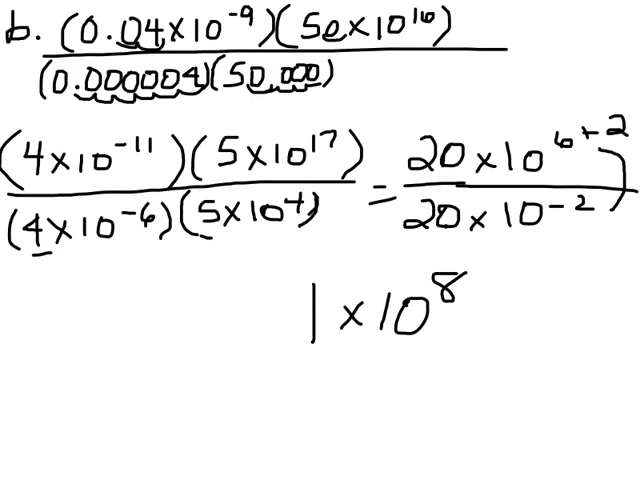 b. (0.04×10⁻⁹)(50×10¹⁶)
(0.000004)(50,000)
(4×10⁻¹¹)(5×10¹⁷) = 20×10⁶⁺²
(4×10⁻⁶)(5×10⁴) 20×10⁻²
1×10⁸